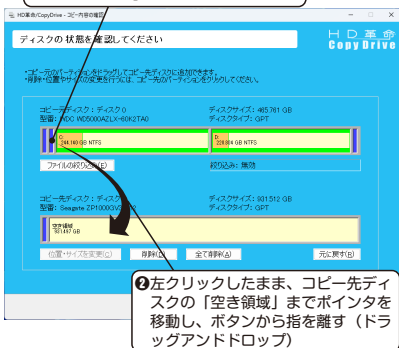 HD革命/CopyDrive - コピー内容の確認
ディスクの状態を確認してください
HD革命
CopyDrive
・コピー元のパーティションをドラッグしてコピー先ディスクに追加できます。
・削除・位置やサイズの変更を行うには、コピー先のパーティションをクリックしてください。
コピー元ディスク : ディスク 0
ディスクサイズ: 465.761 GB
型番: WDC WD5000AZLX-60K2TA0
ディスクタイプ: GPT
C:
244.140 GB NTFS
D:
220.884 GB NTFS
ファイルの絞り込み(E)
絞り込み: 無効
コピー先ディスク : ディスク
ディスクサイズ: 931.512 GB
型番: Seagate ZP1000GV
ディスクタイプ: GPT
空き領域
931.497 GB
位置・サイズを変更(C)
削除(D)
全て削除(A)
元に戻す(R)
❷左クリックしたまま、コピー先ディ
スクの「空き領域」までポインタを
移動し、ボタンから指を離す（ドラ
ッグアンドドロップ）